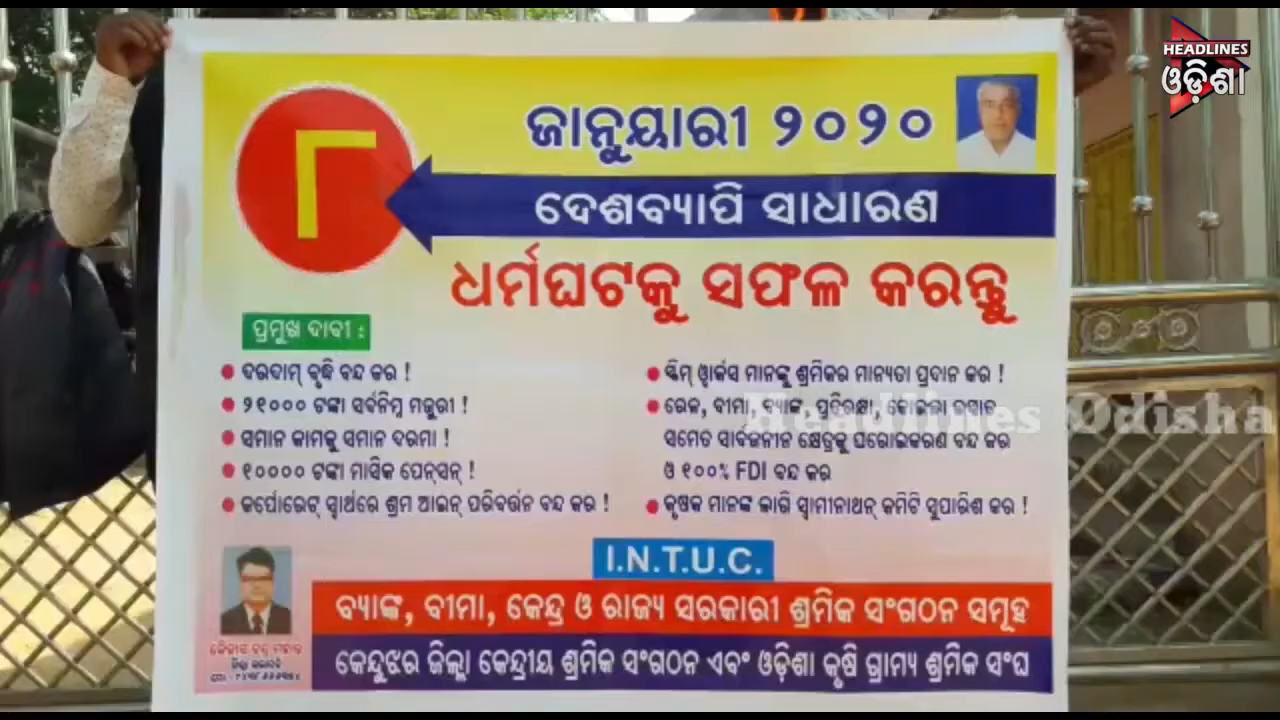 HEADLINES
ଓଡ଼ିଶା
୮
ଜାନୁୟାରୀ ୨୦୨୦
ଦେଶବ୍ୟାପି ସାଧାରଣ
ଧର୍ମଘଟକୁ ସଫଳ କରନ୍ତୁ
ପ୍ରମୁଖ ଦାବୀ :
ଦରଦାମ୍ ବୃଦ୍ଧି ବନ୍ଦ କର !
୨୧୦୦୦ ଟଙ୍କା ସର୍ବନିମ୍ନ ମଜୁରୀ !
ସମାନ କାମକୁ ସମାନ ଦରମା !
୧୦୦୦୦ ଟଙ୍କା ମାସିକ ପେନ୍‌ସନ୍ !
କର୍ପୋରେଟ୍ ସ୍ୱାର୍ଥରେ ଶ୍ରମ ଆଇନ୍ ପରିବର୍ତ୍ତନ ବନ୍ଦ କର !
ସ୍କିମ୍ ୱାର୍କସ ମାନଙ୍କୁ ଶ୍ରମିକର ମାନ୍ୟତା ପ୍ରଦାନ କର !
ରେଳ, ବୀମା, ବ୍ୟାଙ୍କ, ପ୍ରତିରକ୍ଷା, କୋଇଲା ଇସ୍ପାତ
ସମେତ ସାର୍ବଜନୀନ କ୍ଷେତ୍ରକୁ ଘରୋଇକରଣ ବନ୍ଦ କର
ଓ ୧୦୦% FDI ବନ୍ଦ କର
କୃଷକ ମାନଙ୍କ ଲାଗି ସ୍ୱାମୀନାଥନ୍ କମିଟି ସୁପାରିଶ କର !
Headlines Odisha
I.N.T.U.C.
ବ୍ୟାଙ୍କ, ବୀମା, କେନ୍ଦ୍ର ଓ ରାଜ୍ୟ ସରକାରୀ ଶ୍ରମିକ ସଂଗଠନ ସମୂହ
କେନ୍ଦୁଝର ଜିଲ୍ଲା କେନ୍ଦ୍ରୀୟ ଶ୍ରମିକ ସଂଗଠନ ଏବଂ ଓଡ଼ିଶା କୃଷି ଗ୍ରାମ୍ୟ ଶ୍ରମିକ ସଂଘ
ଜିଲ୍ଲା ସଭାପତି